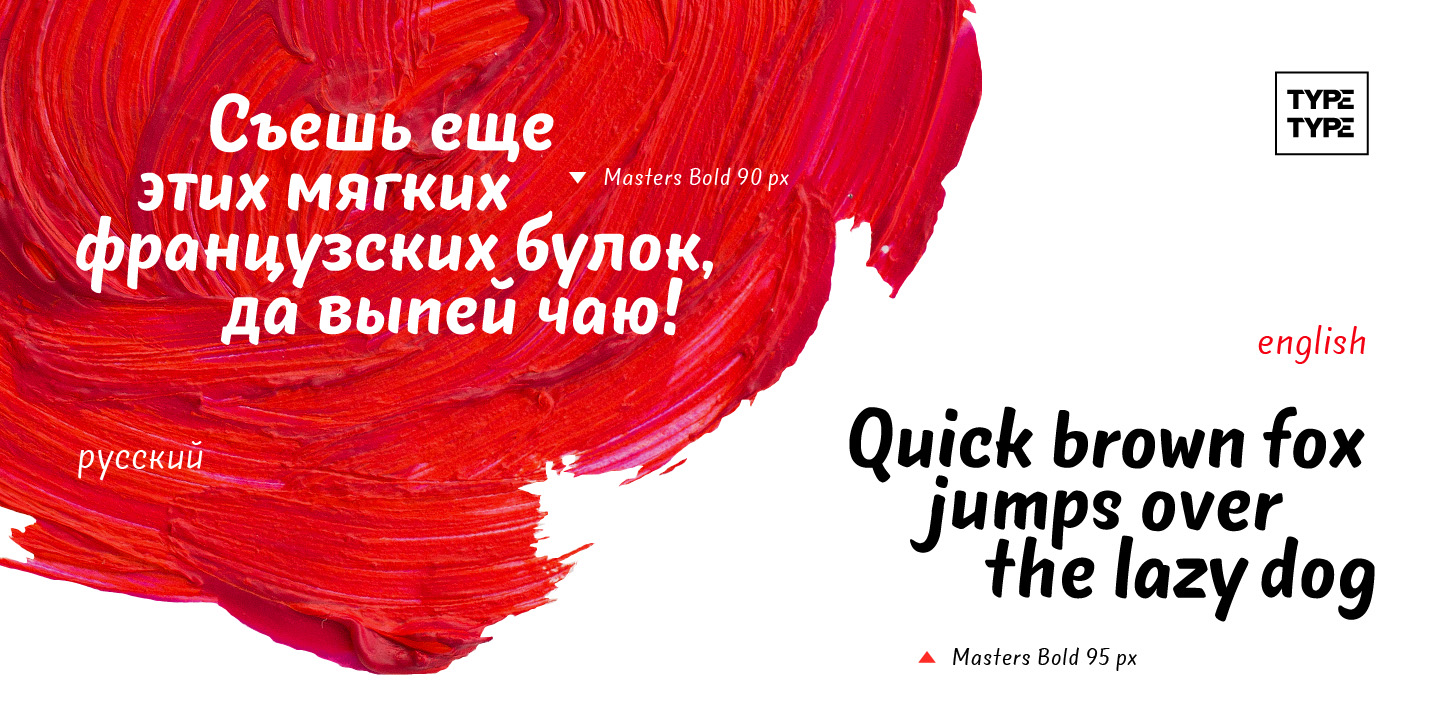 Съешь еще
этих мягких
французских булок,
да выпей чаю!
Masters Bold 90 px
русский
TYPE
TYPE
english
Quick brown fox
jumps over
the lazy dog
Masters Bold 95 px